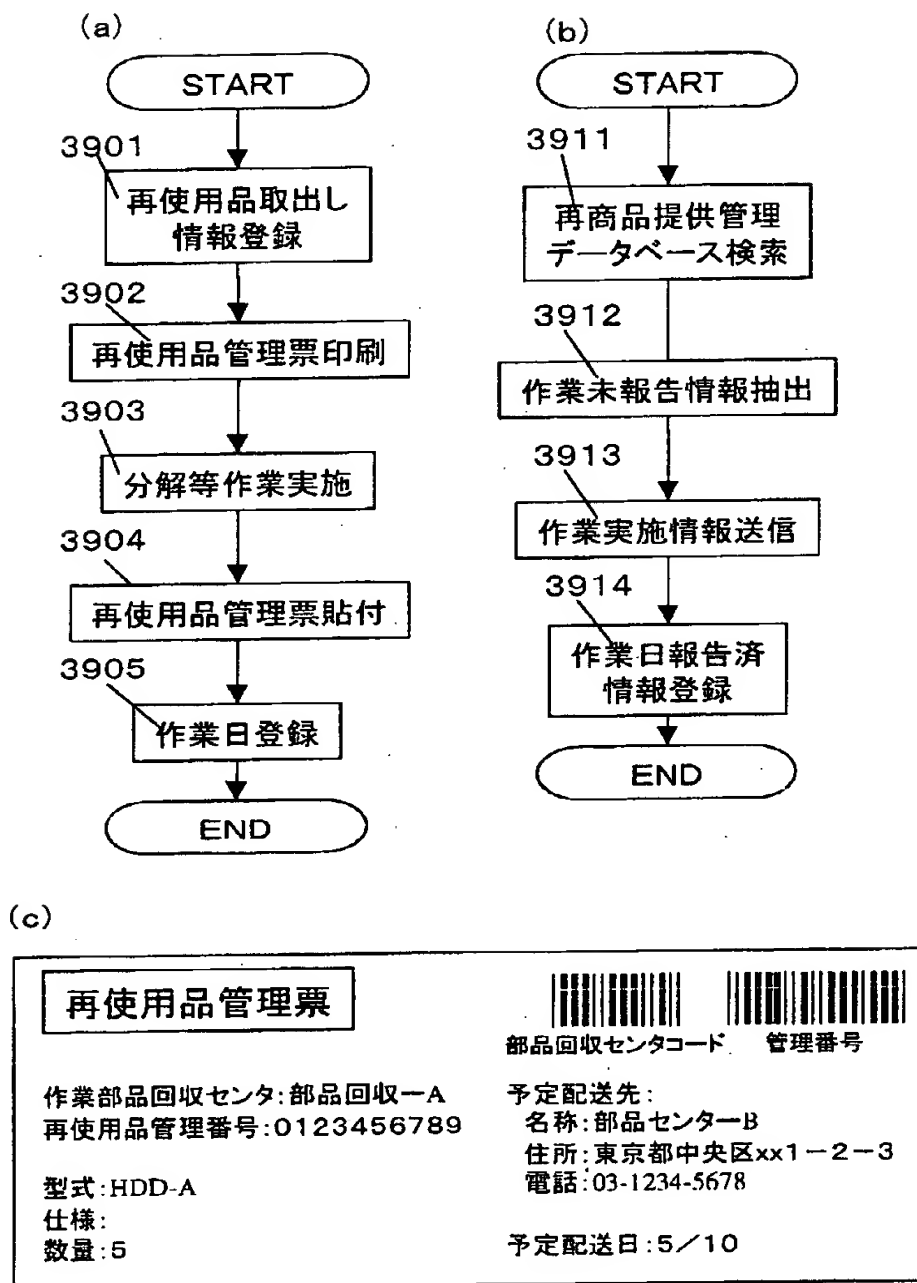 (a)
START
3901
再使用品取出し
情報登録
3902
再使用品管理票印刷
3903
分解等作業実施
3904
再使用品管理票貼付
3905
作業日登録
END
(b)
START
3911
再商品提供管理
データベース検索
3912
作業未報告情報抽出
3913
作業実施情報送信
3914
作業日報告済
情報登録
END
(c)
再使用品管理票
部品回収センタコード 管理番号
作業部品回収センタ:部品回収ーA
再使用品管理番号:0123456789
型式:HDD-A
仕様:
数量:5
予定配送先:
名称:部品センターB
住所:東京都中央区xx1-2-3
電話:03-1234-5678
予定配送日:5/10